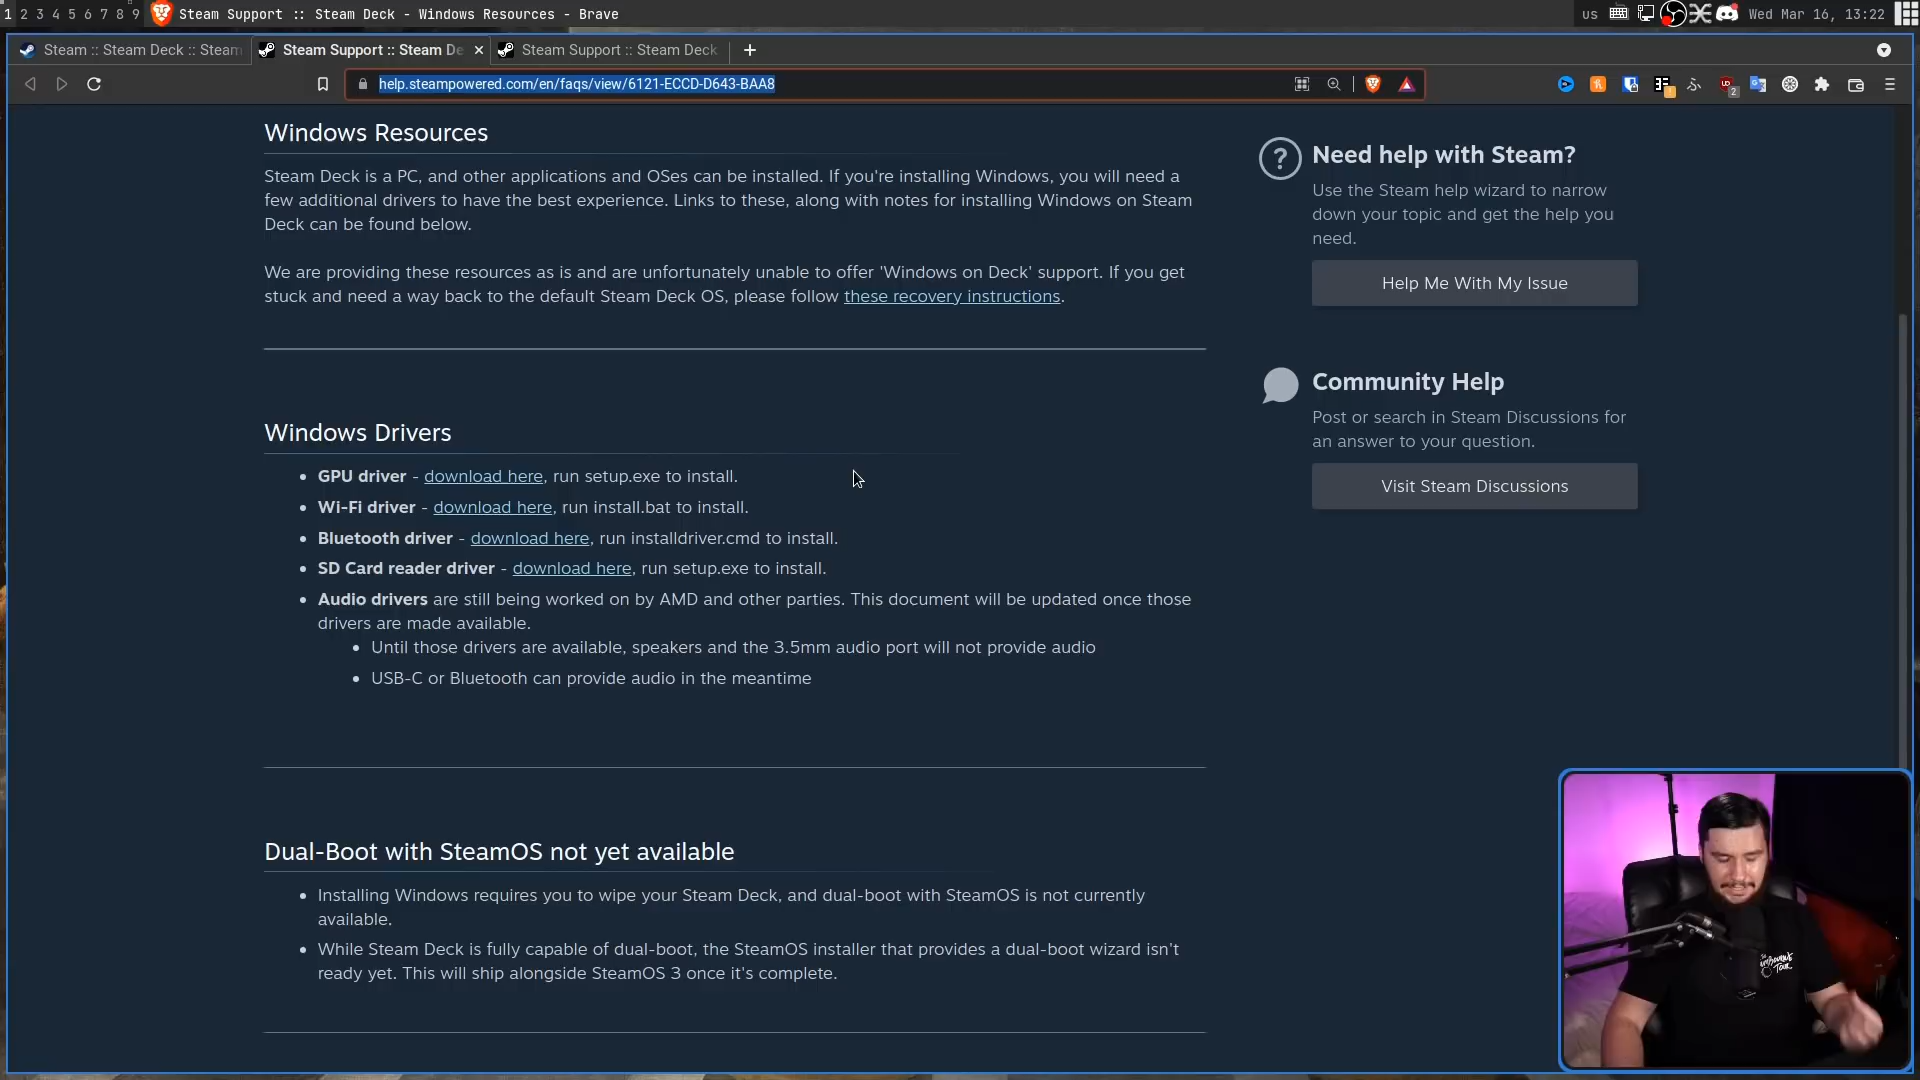 1 2 3 4 5 6 7 8 9 Steam Support :: Steam Deck - Windows Resources - Brave
us Wed Mar 16, 13:22
Steam :: Steam Deck :: Steam
Steam Support :: Steam De
Steam Support :: Steam Deck
help.steampowered.com/en/faqs/view/6121-ECCD-D643-BAA8
2
Windows Resources
Steam Deck is a PC, and other applications and OSes can be installed. If you're installing Windows, you will need a
few additional drivers to have the best experience. Links to these, along with notes for installing Windows on Steam
Deck can be found below.
We are providing these resources as is and are unfortunately unable to offer 'Windows on Deck' support. If you get
stuck and need a way back to the default Steam Deck OS, please follow these recovery instructions.
Windows Drivers
• GPU driver - download here, run setup.exe to install.
• Wi-Fi driver - download here, run install.bat to install.
• Bluetooth driver - download here, run installdriver.cmd to install.
• SD Card reader driver - download here, run setup.exe to install.
• Audio drivers are still being worked on by AMD and other parties. This document will be updated once those
drivers are made available.
• Until those drivers are available, speakers and the 3.5mm audio port will not provide audio
• USB-C or Bluetooth can provide audio in the meantime
Dual-Boot with SteamOS not yet available
• Installing Windows requires you to wipe your Steam Deck, and dual-boot with SteamOS is not currently
available.
• While Steam Deck is fully capable of dual-boot, the SteamOS installer that provides a dual-boot wizard isn't
ready yet. This will ship alongside SteamOS 3 once it's complete.
Need help with Steam?
Use the Steam help wizard to narrow
down your topic and get the help you
need.
Help Me With My Issue
Community Help
Post or search in Steam Discussions for
an answer to your question.
Visit Steam Discussions